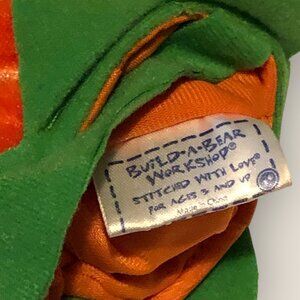 BUILD-A-BEAR
WORKSHOP®
STITCHED WITH LOVE®
FOR AGES 3 AND UP
Made in China